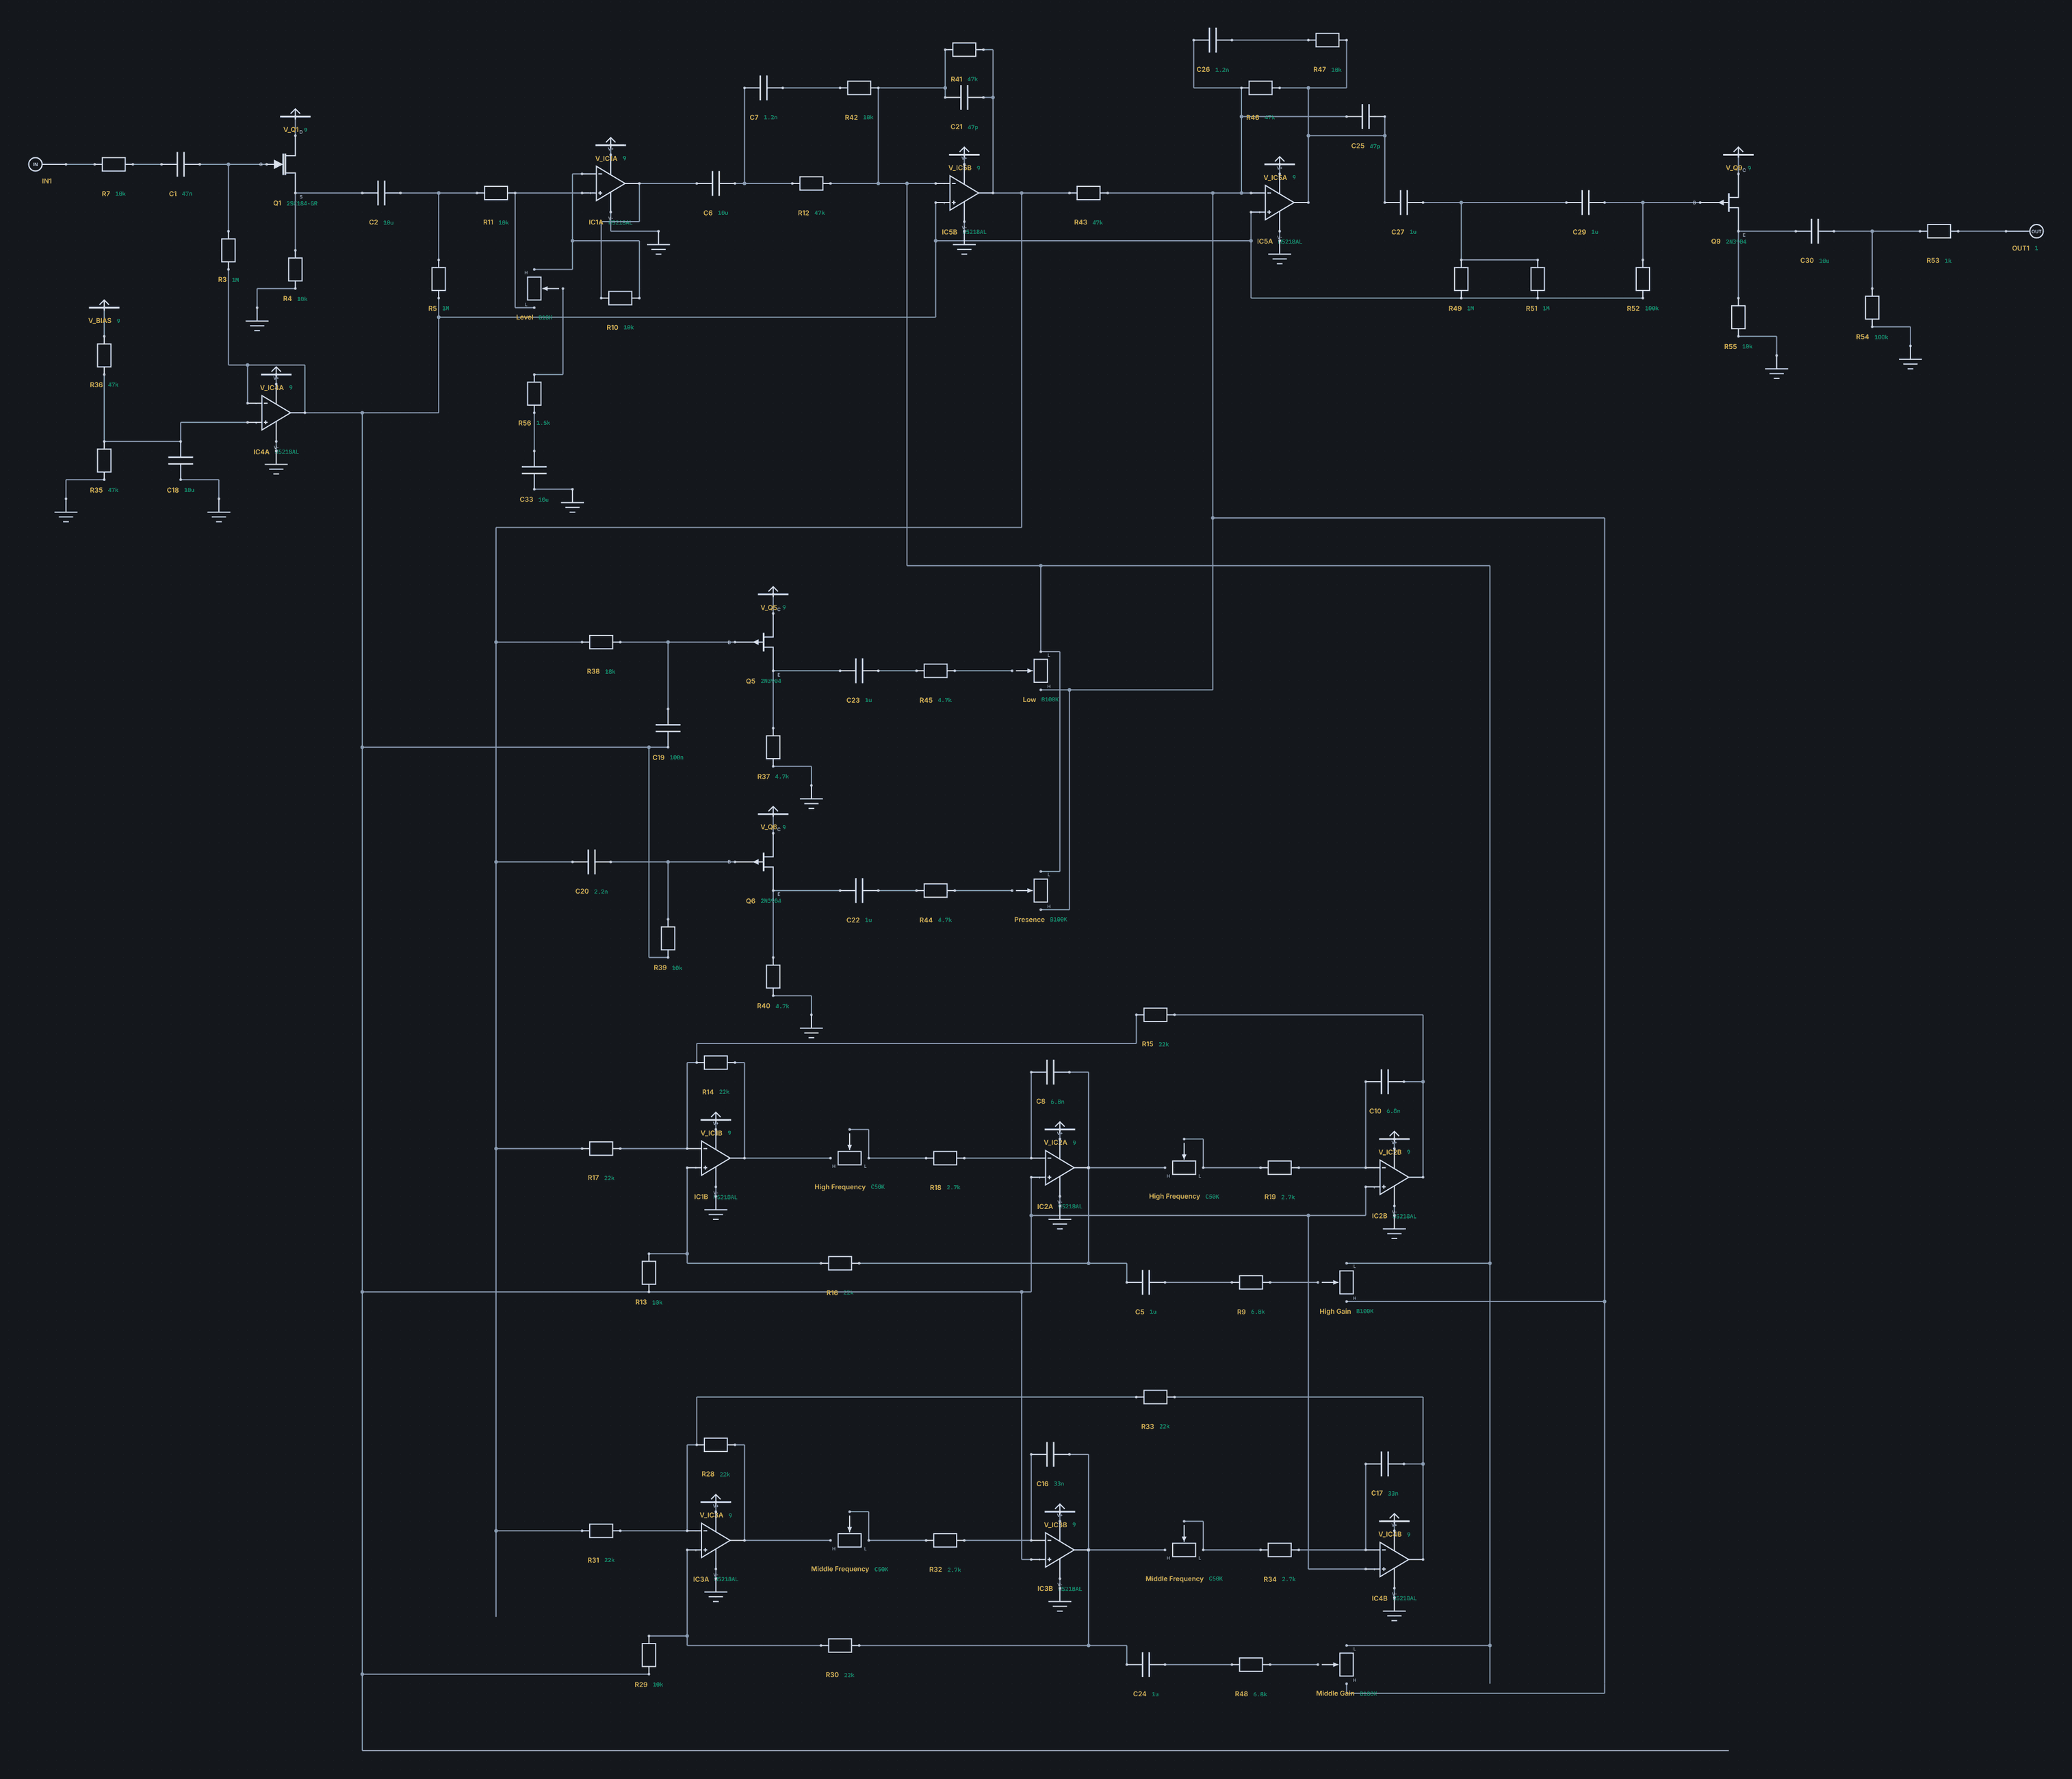 C26 1.2n R47 10k
R41 47k
C7 1.2n R42 10k R46 47k
C21 47p
V_Q1 9
C25 47p
V_IC1A 9
V_IC5B 9
V_IC5A 9
V_Q9 9
IN
IN1
R7 10k C1 47n
Q1 2SK184-GR
C2 10u R11 10k IC1A
C6 10u R12 47k
IC5B R43 47k IC5A
C27 1u C29 1u
Q9 2N3904
C30 10u R53 1k
OUT
OUT1 1
R3 1M
R4 10k
R5 1M
Level
R10 10k
R49 1M R51 1M R52 100k
R55 10k
R54 100k
V_BIAS 9
R36 47k
V_IC4A 9
R56 1.5k
IC4A
R35 47k C18 10u
C33 10u
V_Q5 9
R38 10k
Q5 2N3904
C23 1u R45 4.7k Low B100K
C19 100n
R37 4.7k
V_Q6 9
C20 2.2n
Q6 2N3904
C22 1u R44 4.7k Presence B100K
R39 10k
R40 4.7k
R15 22k
R14 22k
C8 6.8n
C10 6.8n
V_IC1B 9
V_IC2A 9
V_IC2B 9
R17 22k
High Frequency C50K R18 2.7k
High Frequency C50K R19 2.7k
IC1B
IC2A
IC2B
R13 10k
R16 22k
C5 1u R9 6.8k High Gain B100K
R33 22k
R28 22k
C16 33n
C17 33n
V_IC3A 9
V_IC3B 9
V_IC4B 9
R31 22k
Middle Frequency C50K R32 2.7k
Middle Frequency C50K R34 2.7k
IC3A
IC3B
IC4B
R29 10k
R30 22k
C24 1u R48 6.8k Middle Gain B100K